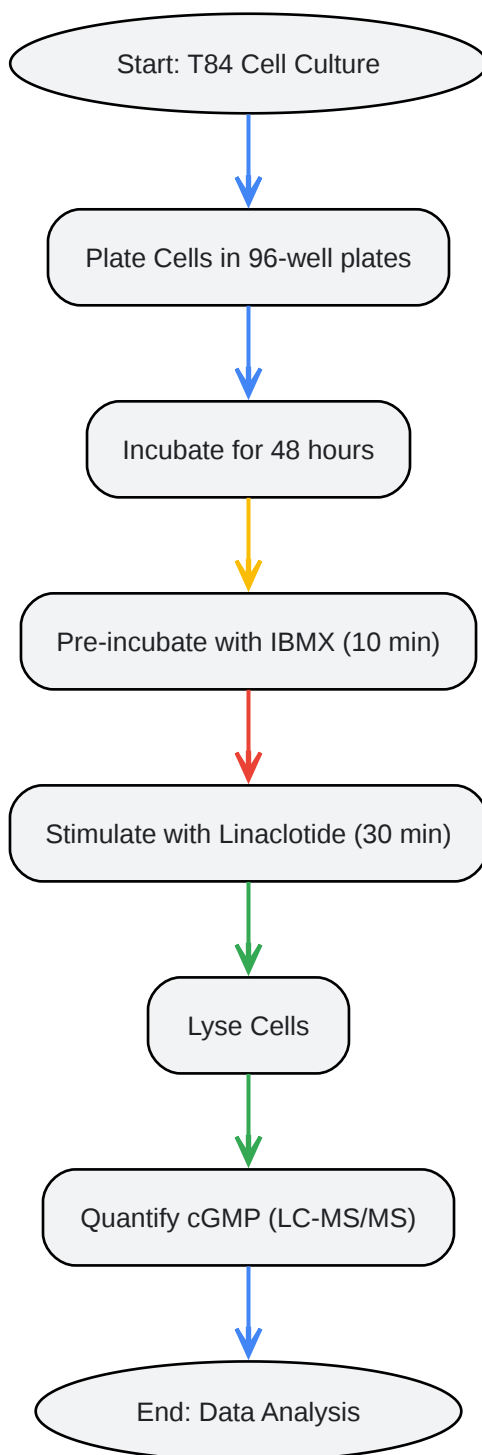 Start: T84 Cell Culture
Plate Cells in 96-well plates
Incubate for 48 hours
Pre-incubate with IBMX (10 min)
Stimulate with Linaclotide (30 min)
Lyse Cells
Quantify cGMP (LC-MS/MS)
End: Data Analysis